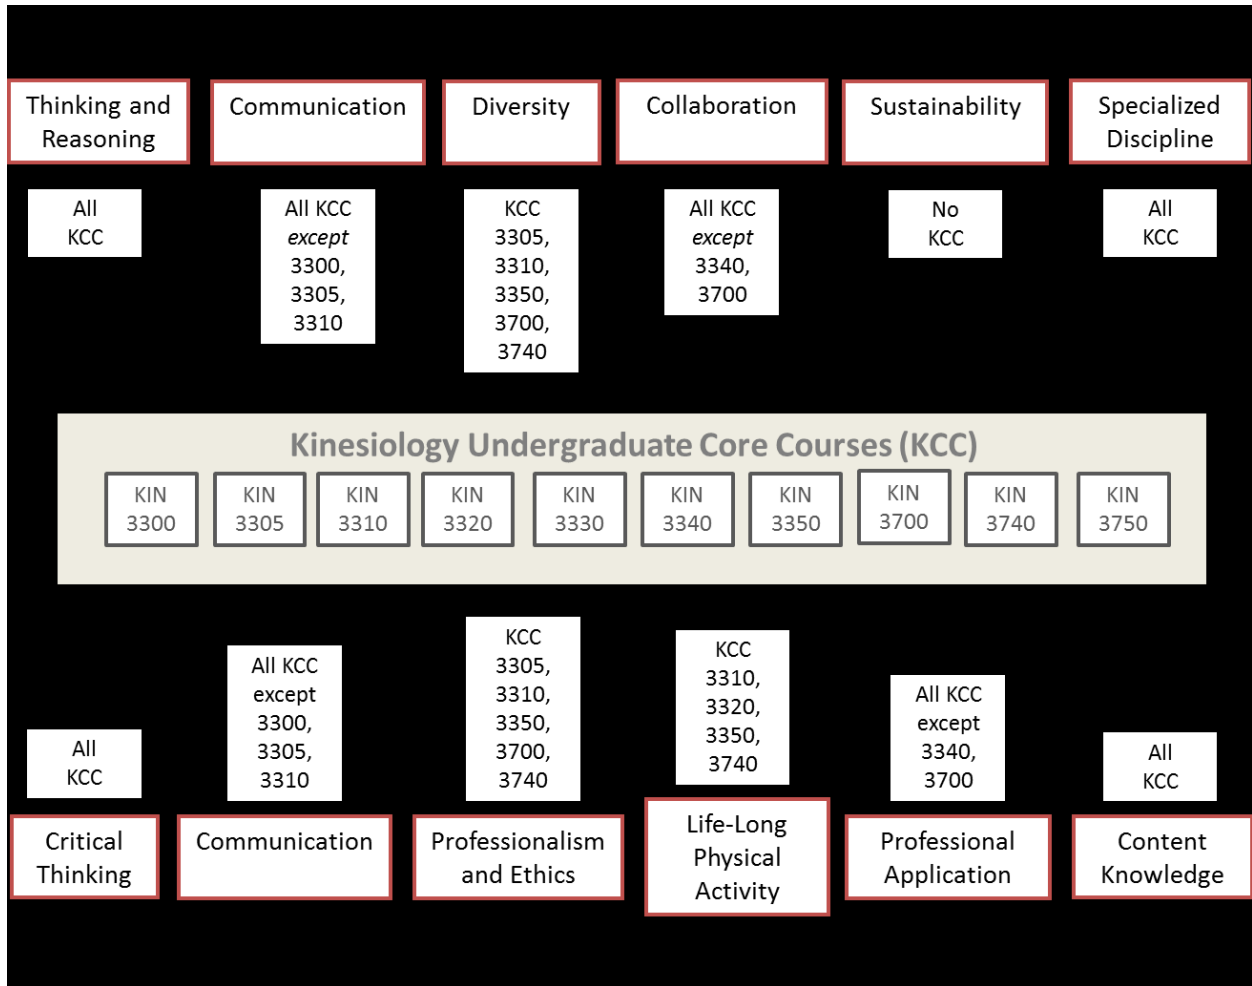 Thinking and
Reasoning
Communication
Diversity
Collaboration
Sustainability
Specialized
Discipline
All
KCC
All KCC
except
3300,
3305,
3310
KCC
3305,
3310,
3350,
3700,
3740
All KCC
except
3340,
3700
No
KCC
All
KCC
Kinesiology Undergraduate Core Courses (KCC)
KIN
3300
KIN
3305
KIN
3310
KIN
3320
KIN
3330
KIN
3340
KIN
3350
KIN
3700
KIN
3740
KIN
3750
All
KCC
All KCC
except
3300,
3305,
3310
KCC
3305,
3310,
3350,
3700,
3740
KCC
3310,
3320,
3350,
3740
All KCC
except
3340,
3700
All
KCC
Critical
Thinking
Communication
Professionalism
and Ethics
Life-Long
Physical
Activity
Professional
Application
Content
Knowledge